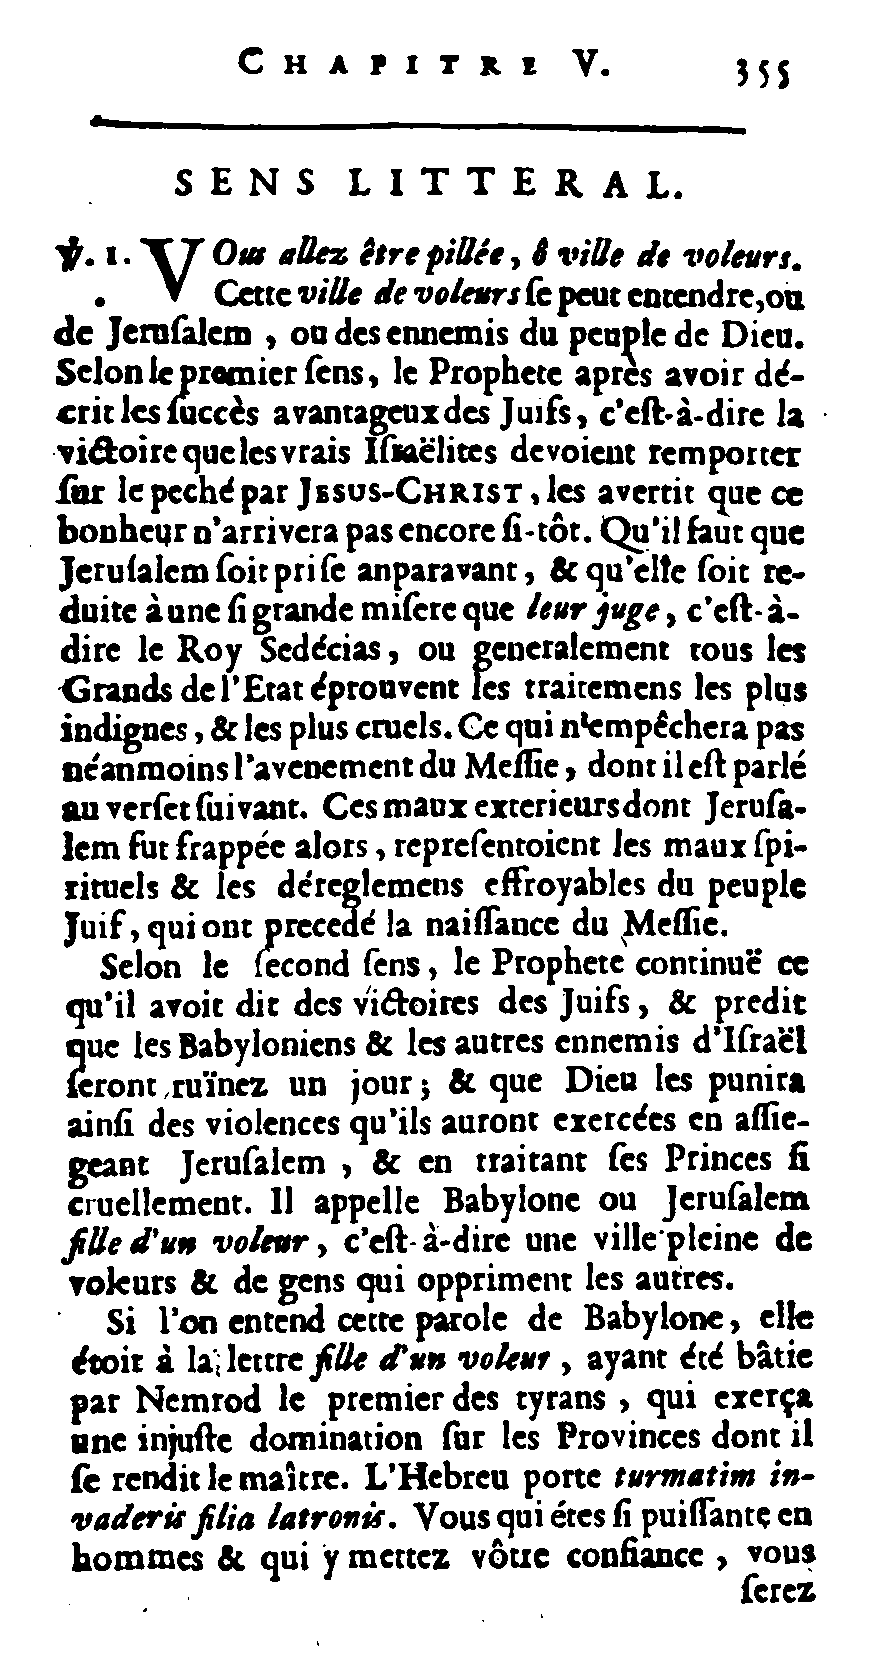 CHAPITRE V. 355
SENS LITTERAL.
℣. 1. VOus allez être pillée, ô ville de voleurs.
Cette ville de voleurs ſe peut entendre, ou
de Jeruſalem, ou des ennemis du peuple de Dieu.
Selon le premier ſens, le Prophete après avoir dé-
crit les ſuccès avantageux des Juifs, c'eſt-à-dire la
victoire que les vrais Iſraëlites devoient remporter
ſur le peché par JESUS-CHRIST, les avertit que ce
bonheur n'arrivera pas encore ſi-tôt. Qu'il faut que
Jeruſalem ſoit priſe anparavant, & qu'elle ſoit re-
duite à une ſi grande miſere que leur juge, c'eſt-à-
dire le Roy Sedécias, ou generalement tous les
Grands de l'Etat éprouvent les traitemens les plus
indignes, & les plus cruels. Ce qui n'empêchera pas
néanmoins l'avenement du Meſſie, dont il eſt parlé
au verſet ſuivant. Ces maux exterieurs dont Jeruſa-
lem fut frappée alors, repreſentoient les maux ſpi-
rituels & les déreglemens effroyables du peuple
Juif, qui ont precedé la naiſſance du Meſſie.
Selon le ſecond ſens, le Prophete continuë ce
qu'il avoit dit des victoires des Juifs, & predit
que les Babyloniens & les autres ennemis d'Iſraël
ſeront ruïnez un jour; & que Dieu les punira
ainſi des violences qu'ils auront exercées en aſſie-
geant Jeruſalem, & en traitant ſes Princes ſi
cruellement. Il appelle Babylone ou Jeruſalem
fille d'un voleur, c'eſt-à-dire une ville pleine de
voleurs & de gens qui oppriment les autres.
Si l'on entend cette parole de Babylone, elle
étoit à la lettre fille d'un voleur, ayant été bâtie
par Nemrod le premier des tyrans, qui exerça
une injuſte domination ſur les Provinces dont il
ſe rendit le maître. L'Hebreu porte turmatim in-
vaderis filia latronis. Vous qui étes ſi puiſſante en
hommes & qui y mettez vôtre confiance, vous
ſerez